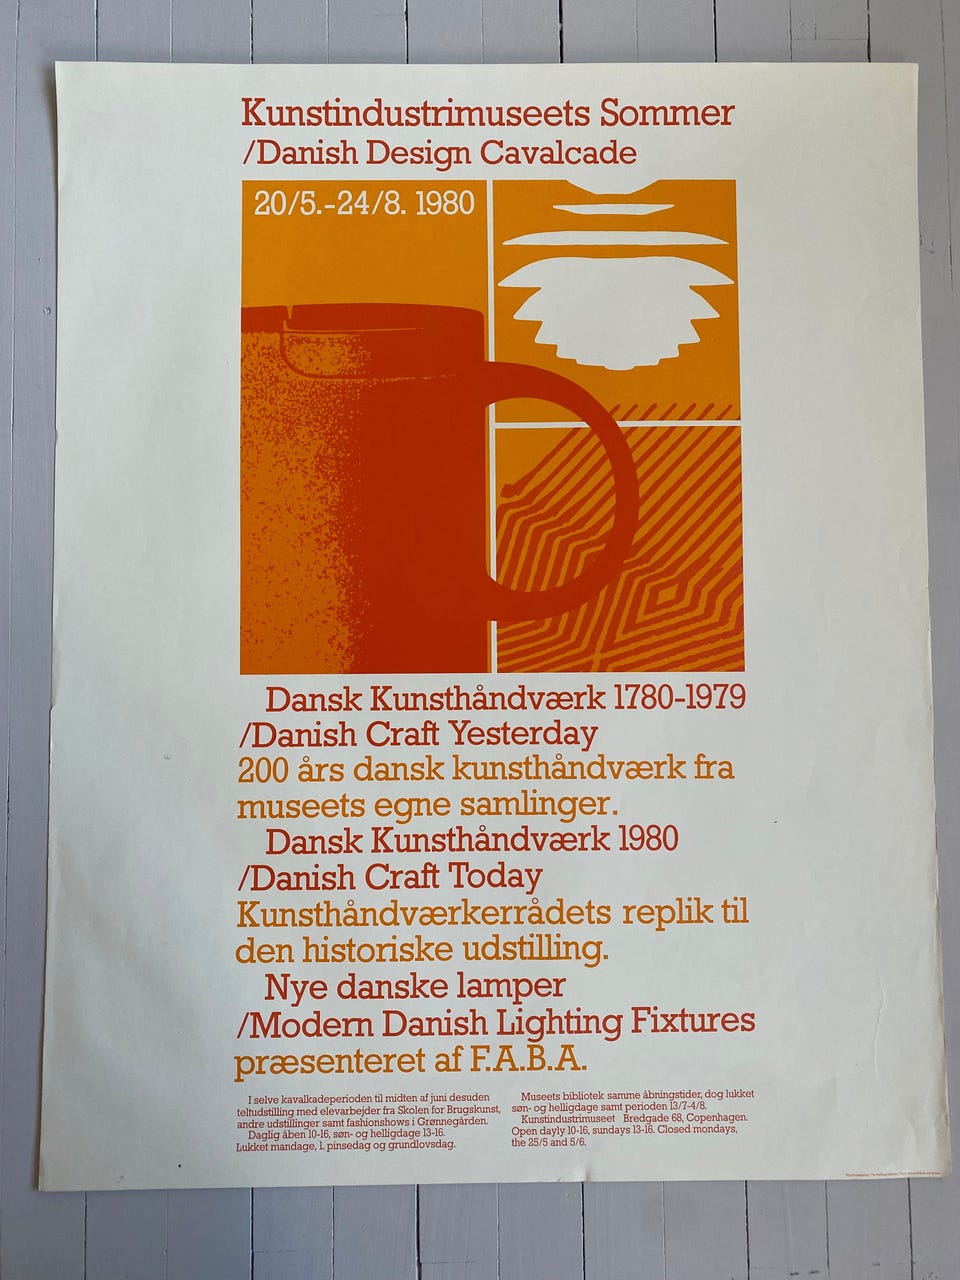 Kunstindustrimuseets Sommer
/Danish Design Cavalcade
20/5.-24/8. 1980
Dansk Kunsthåndværk 1780-1979
/Danish Craft Yesterday
200 års dansk kunsthåndværk fra
museets egne samlinger.
Dansk Kunsthåndværk 1980
/Danish Craft Today
Kunsthåndværkerrådets replik til
den historiske udstilling.
Nye danske lamper
/Modern Danish Lighting Fixtures
præsenteret af F.A.B.A.
I selve kavalkadeperioden til midten af juni desuden
teltudstilling med elevarbejder fra Skolen for Brugskunst,
andre udstillinger samt fashionshows i Grønnegården.
Daglig åben 10-16, søn- og helligdage 13-16.
Lukket mandage, 1. pinsedag og grundlovsdag.
Museets bibliotek samme åbningstider, dog lukket
søn- og helligdage samt perioden 13/7-4/8.
Kunstindustrimuseet Bredgade 68, Copenhagen.
Open dayly 10-16, sundays 13-16. Closed mondays,
the 25/5 and 5/6.